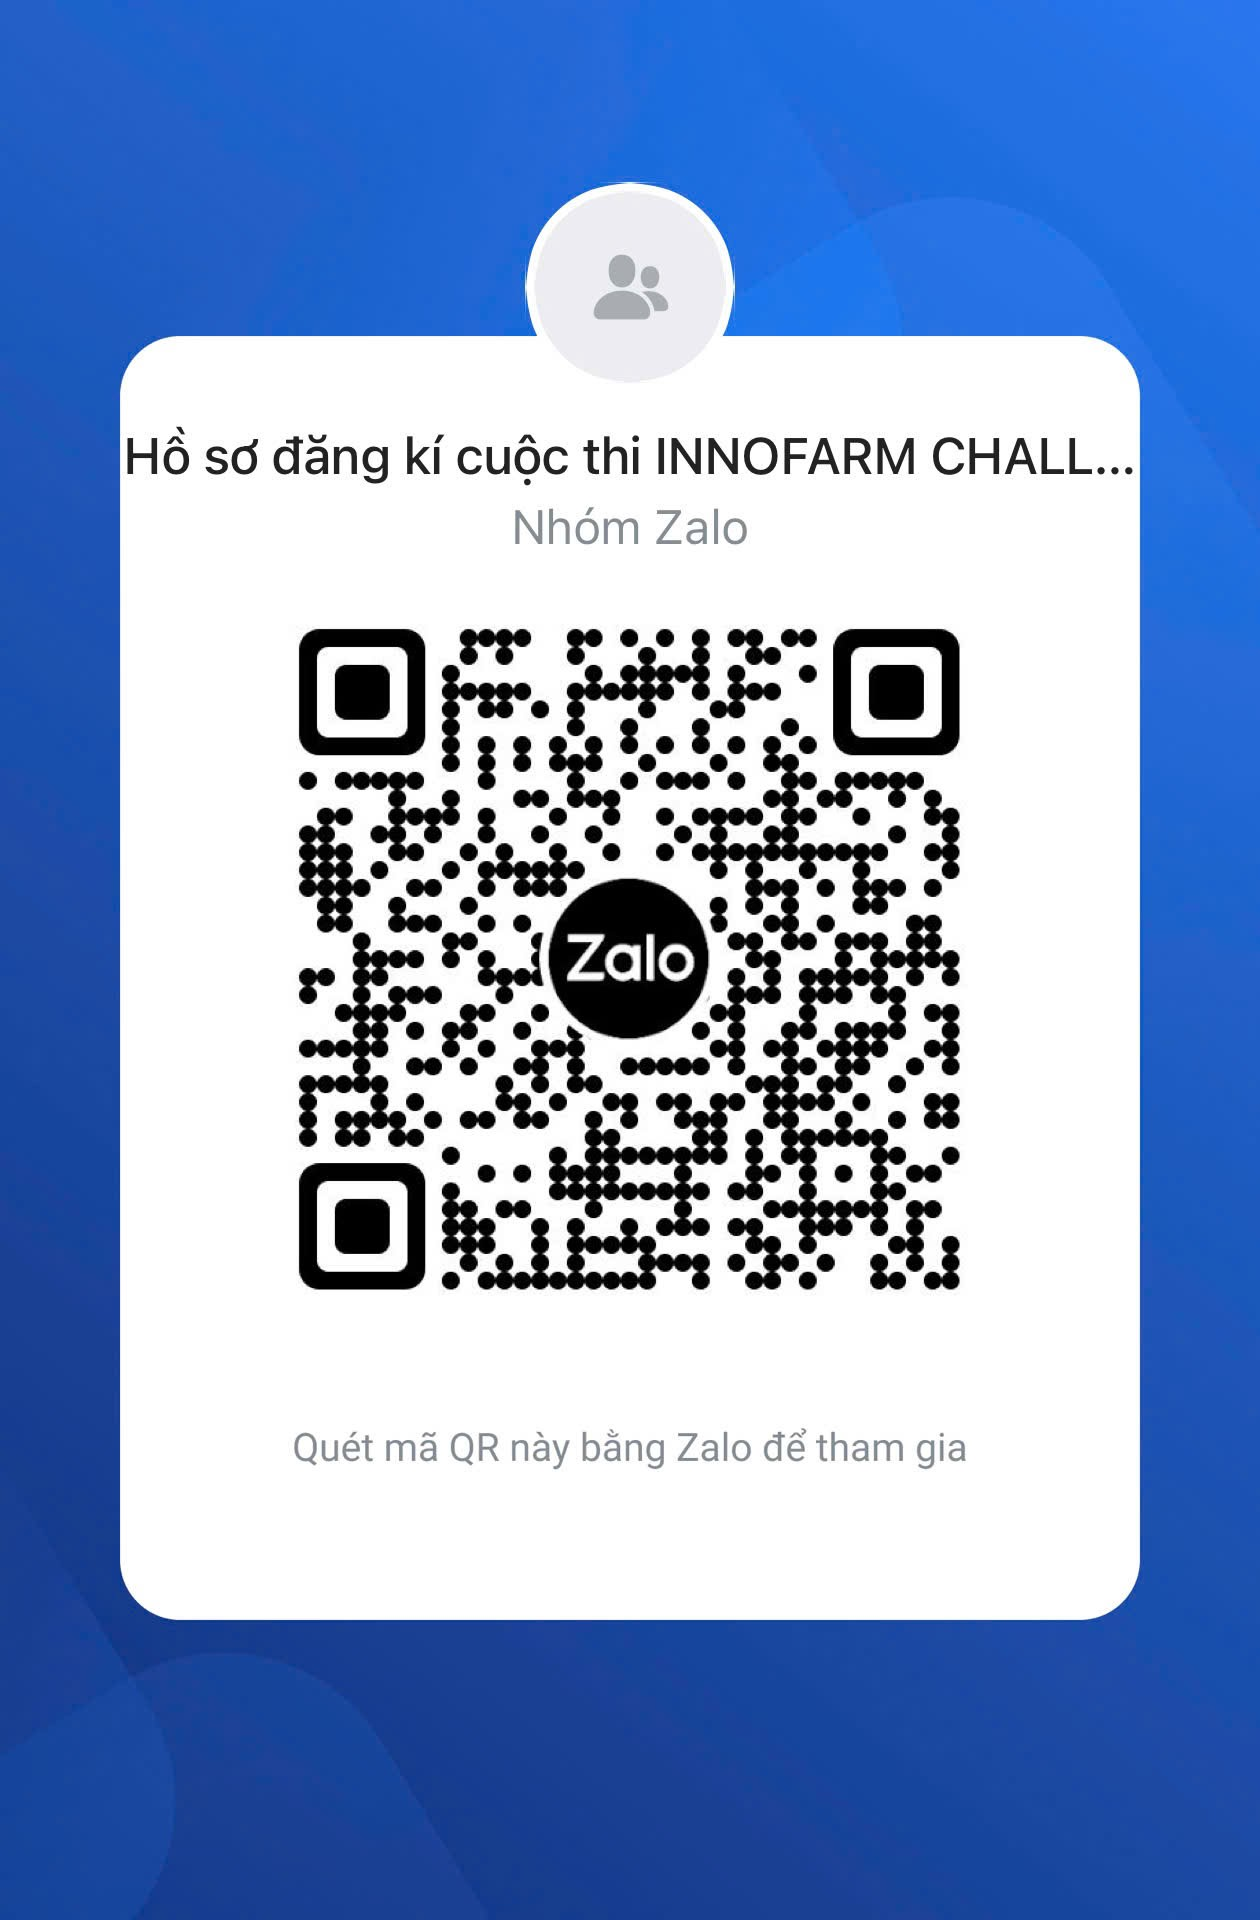 Hồ sơ đăng kí cuộc thi INNOFARM CHALL...
Nhóm Zalo
Zalo
Quét mã QR này bằng Zalo để tham gia